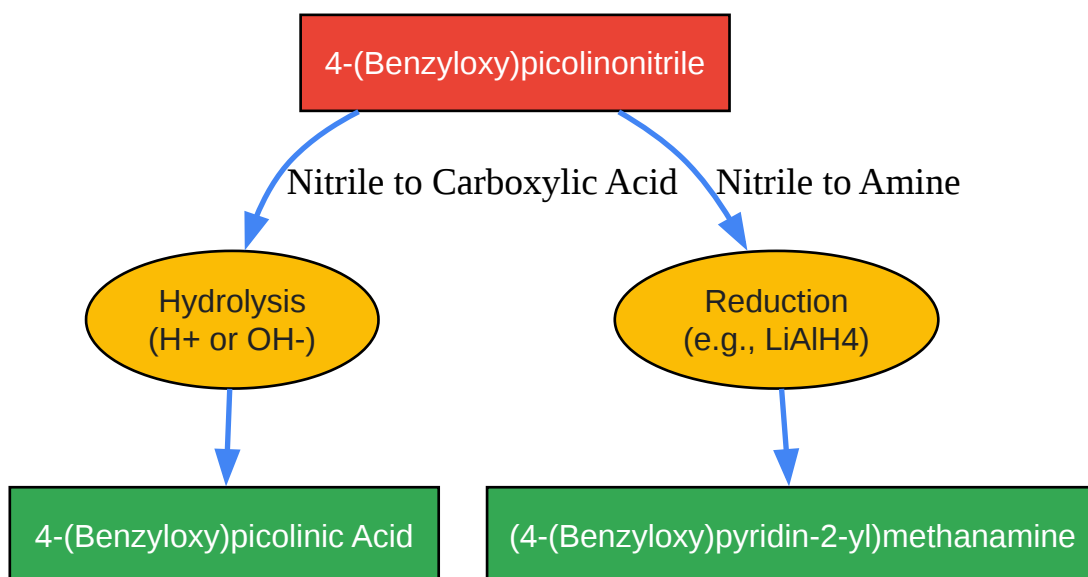 4-(Benzyloxy)picolinonitrile
Nitrile to Carboxylic Acid
Nitrile to Amine
Hydrolysis
(H+ or OH-)
Reduction
(e.g., LiAlH4)
4-(Benzyloxy)picolinic Acid
(4-(Benzyloxy)pyridin-2-yl)methanamine